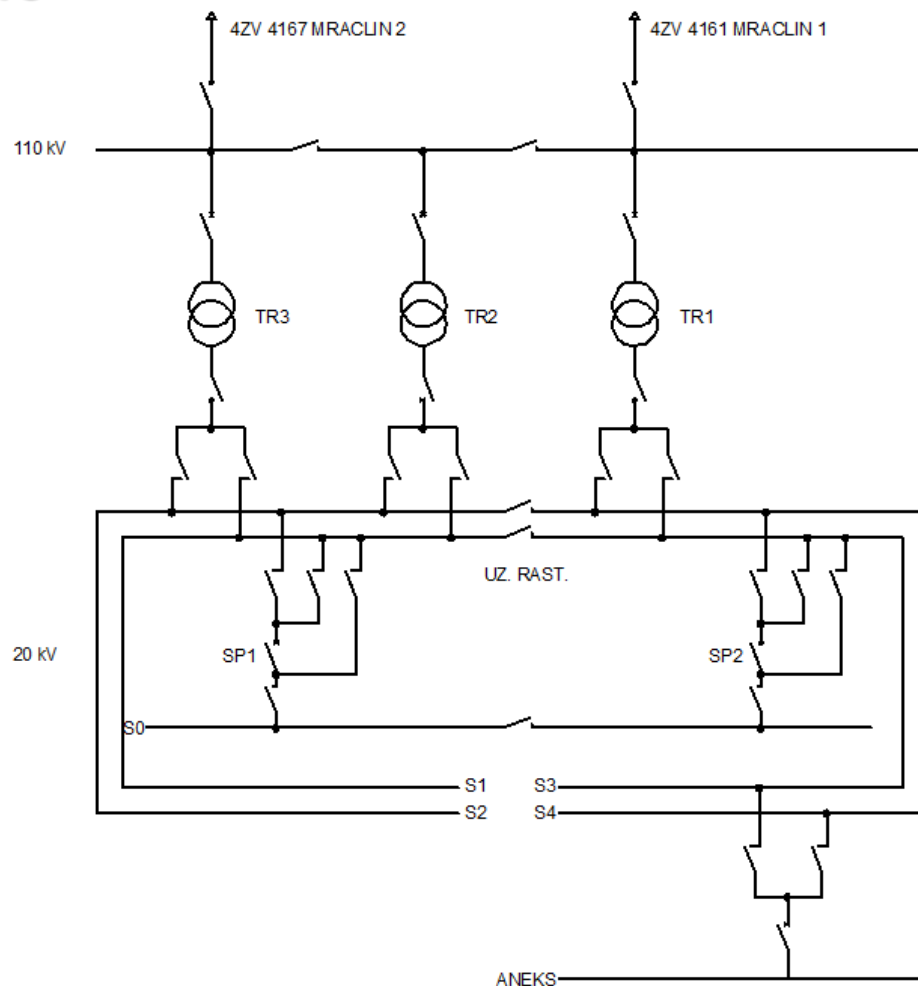 4ZV 4167 MRACLIN 2
4ZV 4161 MRACLIN 1
110 kV
TR3
TR2
TR1
UZ. RAST.
20 kV
SP1
SP2
S0
S1
S3
S2
S4
ANEKS